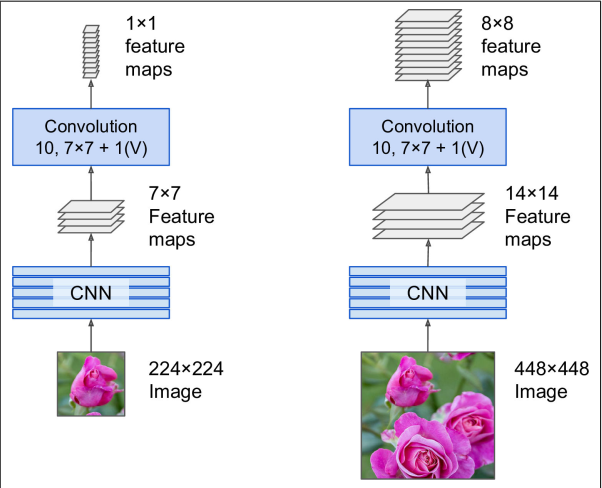 1×1
feature
maps
Convolution
10, 7×7 + 1(V)
7×7
Feature
maps
CNN
224×224
Image
8×8
feature
maps
Convolution
10, 7×7 + 1(V)
14×14
Feature
maps
CNN
448×448
Image